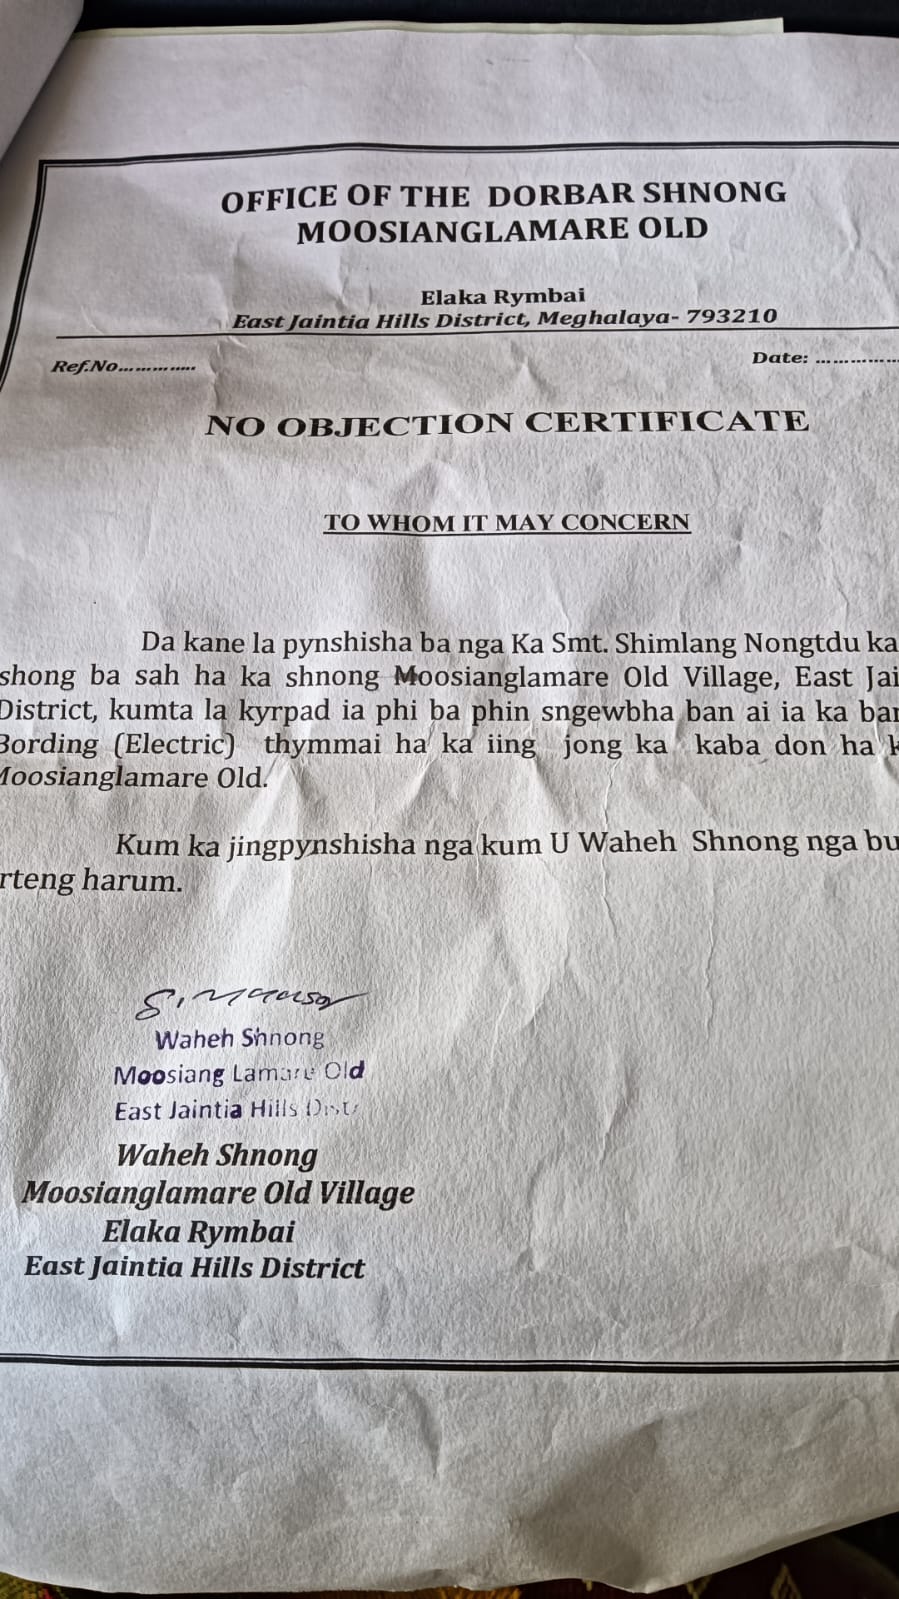 OFFICE OF THE DORBAR SHNONG
MOOSIANGLAMARE OLD
Elaka Rymbai
East Jaintia Hills District, Meghalaya- 793210
Ref.No..............
Date: ..............
NO OBJECTION CERTIFICATE
TO WHOM IT MAY CONCERN
Da kane la pynshisha ba nga Ka Smt. Shimlang Nongtdu ka
shong ba sah ha ka shnong Moosianglamare Old Village, East Jai
District, kumta la kyrpad ia phi ba phin sngewbha ban ai ia ka
Bording (Electric) thymmai ha ka iing jong ka kaba don ha
Moosianglamare Old.
Kum ka jingpynshisha nga kum U Waheh Shnong nga bu
rteng harum.
Waheh Shnong
Moosiang Lamare Old
East Jaintia Hills Distr
Waheh Shnong
Moosianglamare Old Village
Elaka Rymbai
East Jaintia Hills District